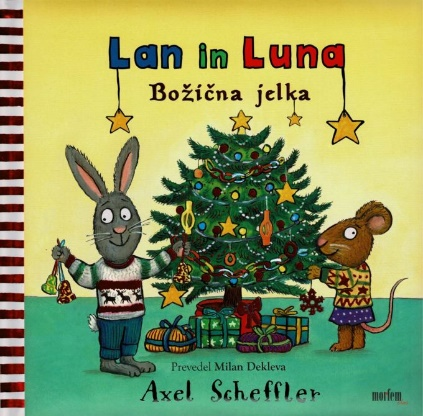 Lan in Luna
Božična jelka
Prevedel Milan Dekleva
Axel Scheffler
morfem